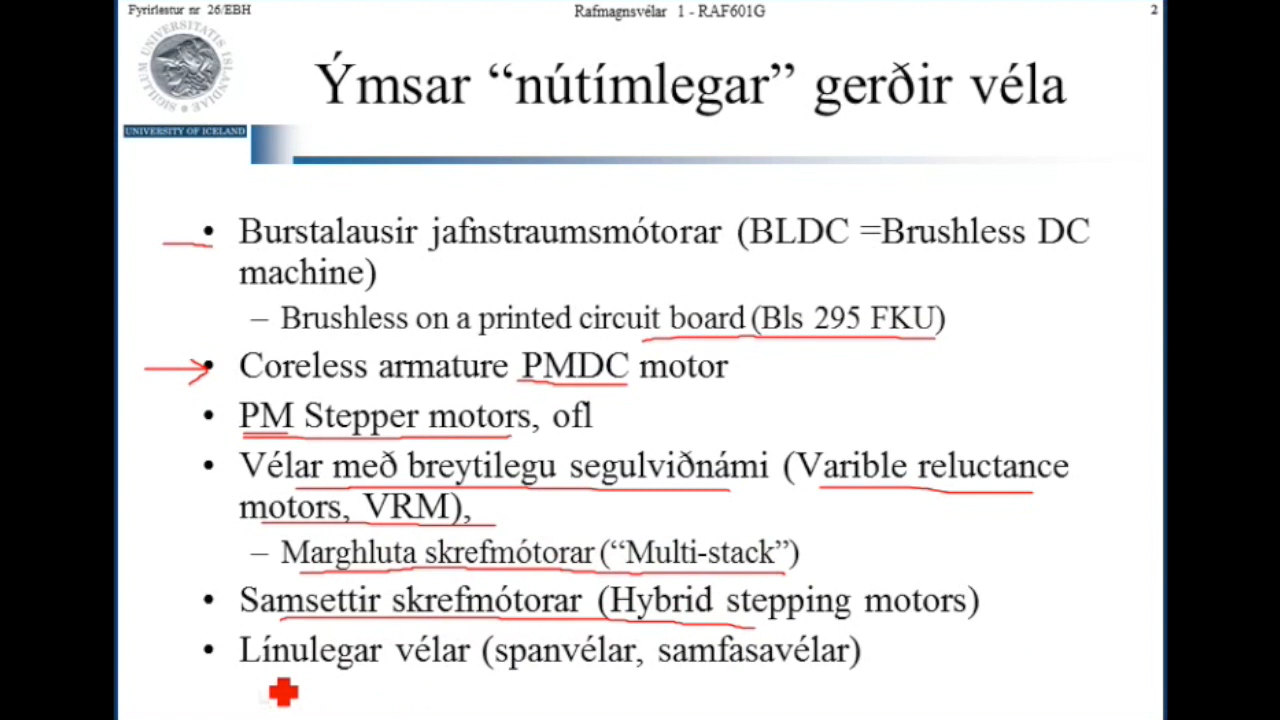 Fyrirlestur nr 26/EBH
Rafmagnsvélar 1 - RAF601G
2
SIGILLUM UNIVERSITATIS ISLANDIAE
UNIVERSITY OF ICELAND
Ýmsar “nútímlegar” gerðir véla
• Burstalausir jafnstraumsmótorar (BLDC =Brushless DC
machine)
– Brushless on a printed circuit board (Bls 295 FKU)
• Coreless armature PMDC motor
• PM Stepper motors, ofl
• Vélar með breytilegu segulviðnámi (Varible reluctance
motors, VRM),
– Marghluta skrefmótorar (“Multi-stack”)
• Samsettir skrefmótorar (Hybrid stepping motors)
• Línulegar vélar (spanvélar, samfasavélar)